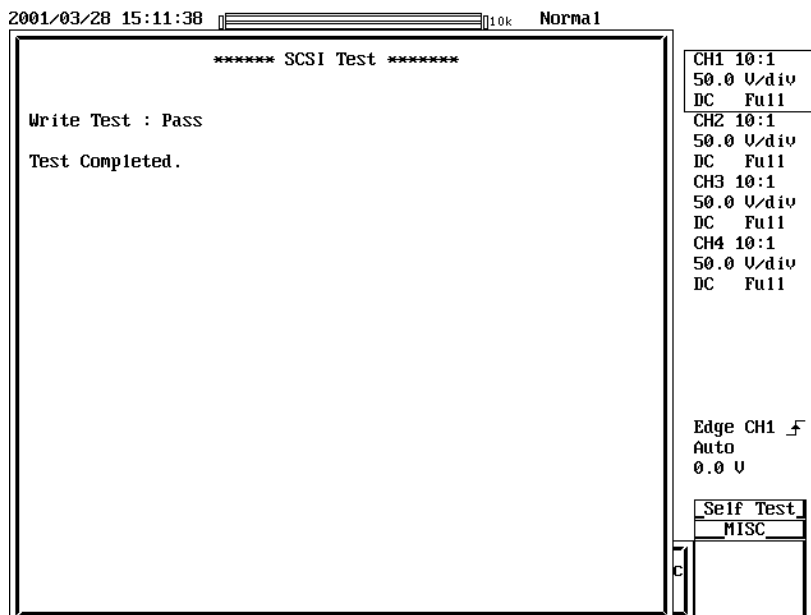 2001/03/28 15:11:38 10k Normal
****** SCSI Test *******
Write Test : Pass
Test Completed.
CH1 10:1
50.0 V/div
DC Full
CH2 10:1
50.0 V/div
DC Full
CH3 10:1
50.0 V/div
DC Full
CH4 10:1
50.0 V/div
DC Full
Edge CH1
Auto
0.0 V
Self Test
MISC
C